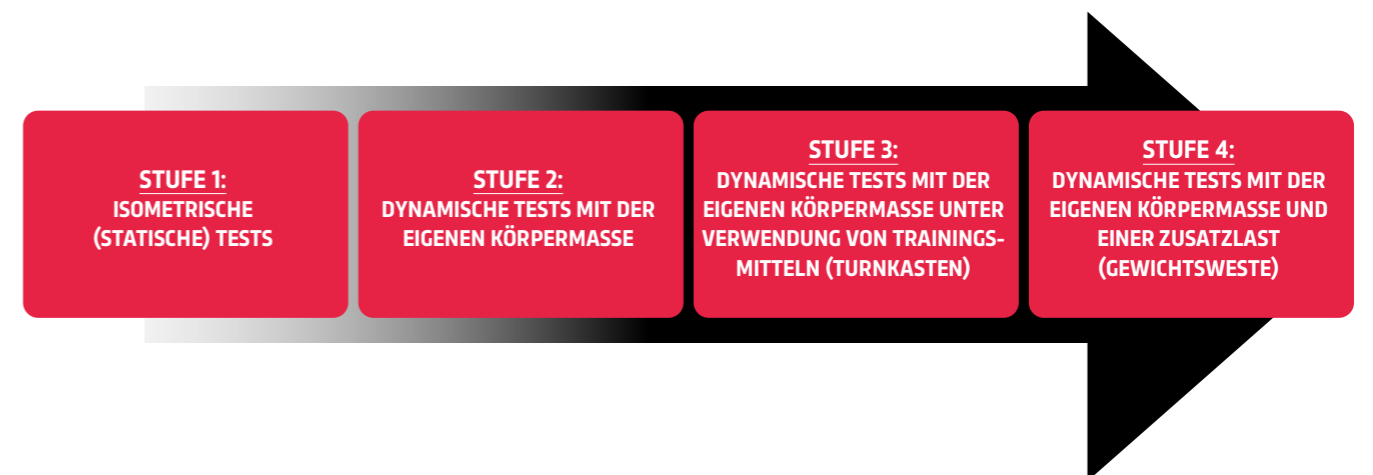 STUFE 1:
ISOMETRISCHE
(STATISCHE) TESTS
STUFE 2:
DYNAMISCHE TESTS MIT DER
EIGENEN KÖRPERMASSE
STUFE 3:
DYNAMISCHE TESTS MIT DER
EIGENEN KÖRPERMASSE UNTER
VERWENDUNG VON TRAININGS-
MITTELN (TURNKASTEN)
STUFE 4:
DYNAMISCHE TESTS MIT DER
EIGENEN KÖRPERMASSE UND
EINER ZUSATZLAST
(GEWICHTSWESTE)